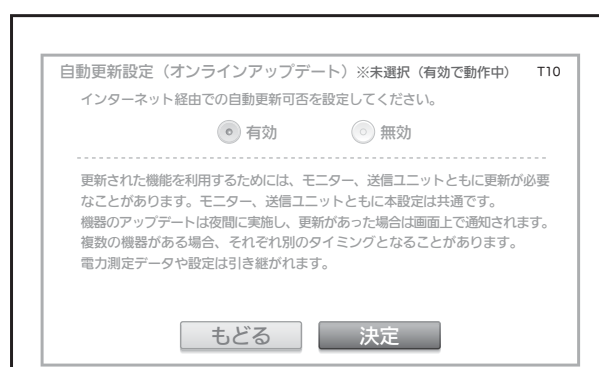 自動更新設定（オンラインアップデート）※未選択（有効で動作中） T10
インターネット経由での自動更新可否を設定してください。
有効 無効
更新された機能を利用するためには、モニター、送信ユニットともに更新が必要
なことがあります。モニター、送信ユニットともに本設定は共通です。
機器のアップデートは夜間に実施し、更新があった場合は画面上で通知されます。
複数の機器がある場合、それぞれ別のタイミングとなることがあります。
電力測定データや設定は引き継がれます。
もどる 決定